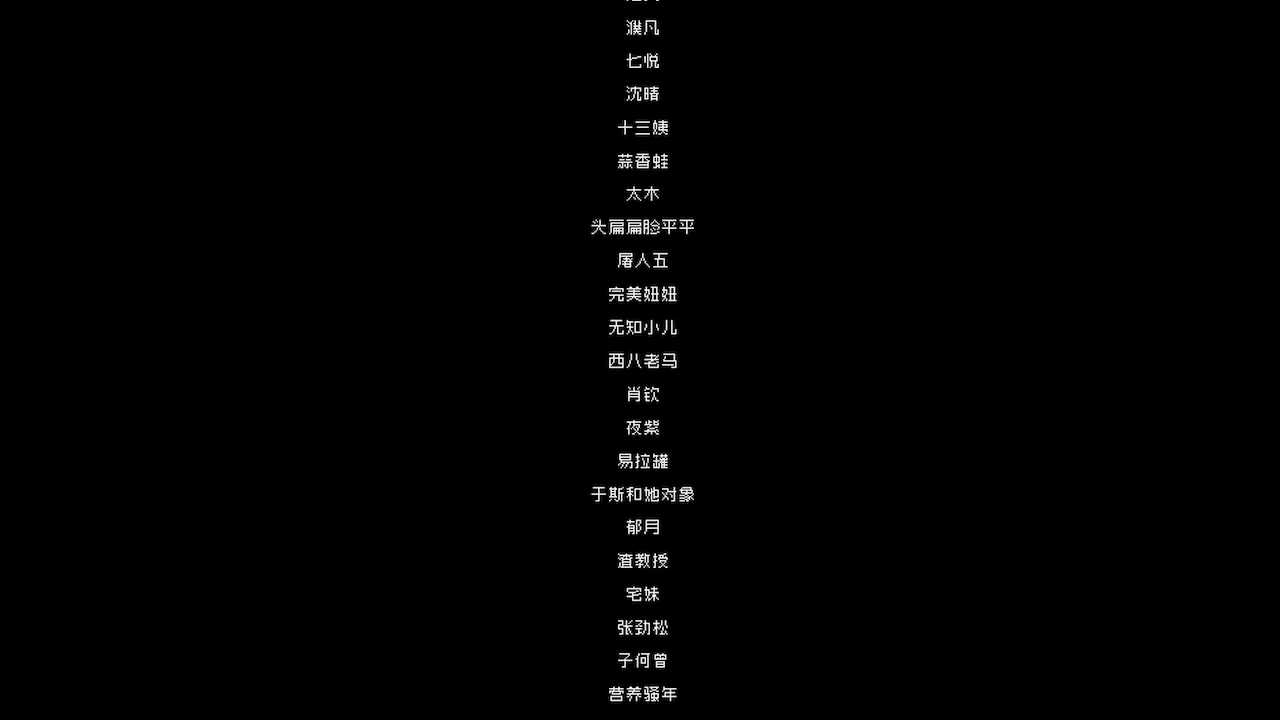 濮凡
七悦
沈晴
十三姨
蒜香蛙
太木
头扁扁脸平平
屠人五
完美妞妞
无知小儿
西八老马
肖钦
夜紫
易拉罐
于斯和她对象
郁月
渣教授
宅妹
张劲松
子何曾
营养骚年